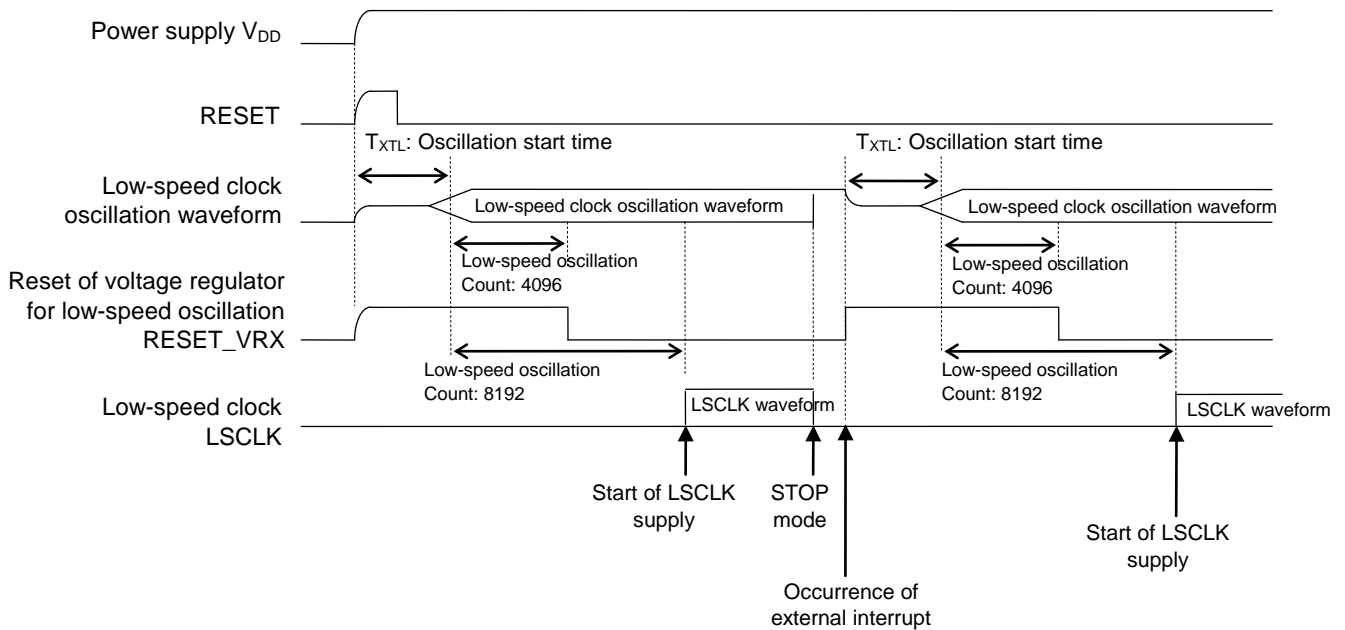 Power supply VDD
RESET
TXTL: Oscillation start time
TXTL: Oscillation start time
Low-speed clock
oscillation waveform
Low-speed clock oscillation waveform
Low-speed clock oscillation waveform
Low-speed oscillation
Count: 4096
Low-speed oscillation
Count: 4096
Reset of voltage regulator
for low-speed oscillation
RESET_VRX
Low-speed oscillation
Count: 8192
Low-speed oscillation
Count: 8192
Low-speed clock
LSCLK
LSCLK waveform
LSCLK waveform
Start of LSCLK
supply
STOP
mode
Start of LSCLK
supply
Occurrence of
external interrupt